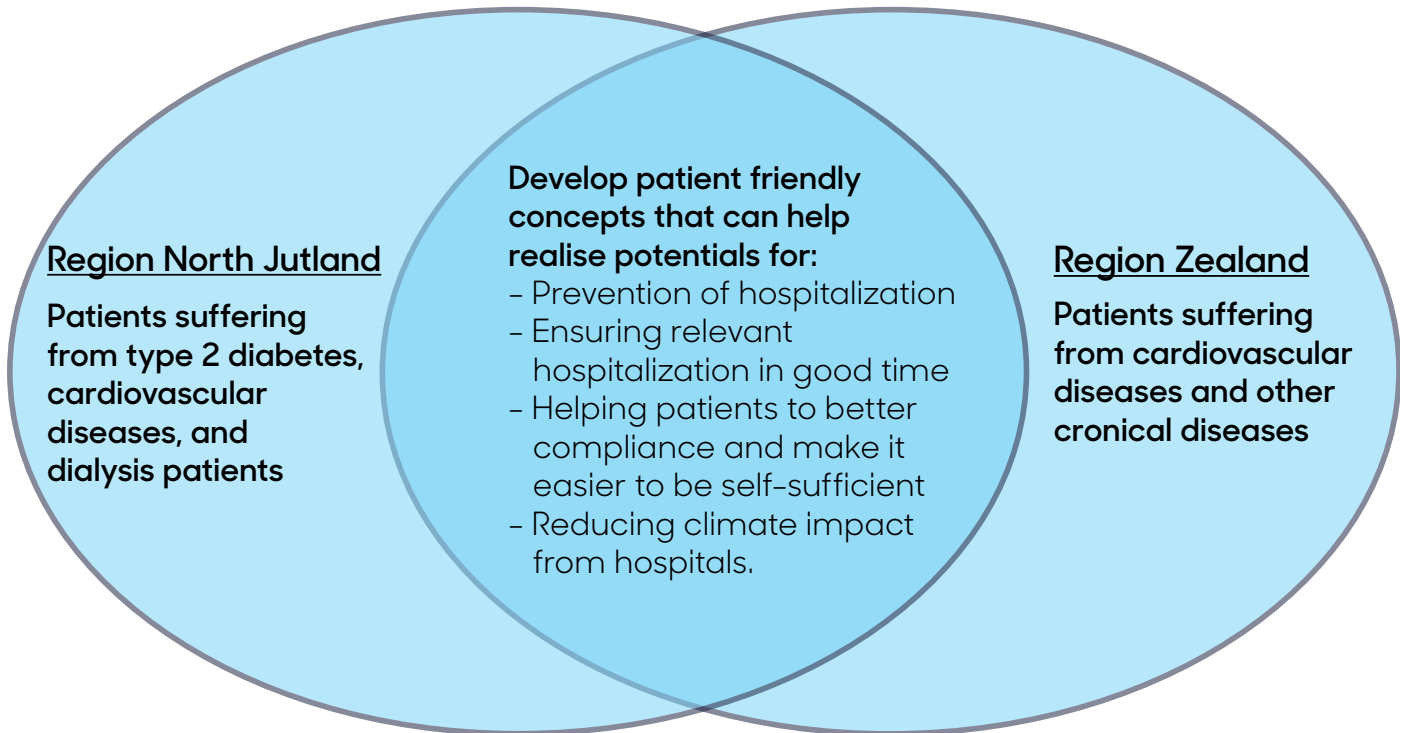 Region North Jutland
Patients suffering
from type 2 diabetes,
cardiovascular
diseases, and
dialysis patients
Develop patient friendly
concepts that can help
realise potentials for:
- Prevention of hospitalization
- Ensuring relevant
hospitalization in good time
- Helping patients to better
compliance and make it
easier to be self-sufficient
- Reducing climate impact
from hospitals.
Region Zealand
Patients suffering
from cardiovascular
diseases and other
cronical diseases